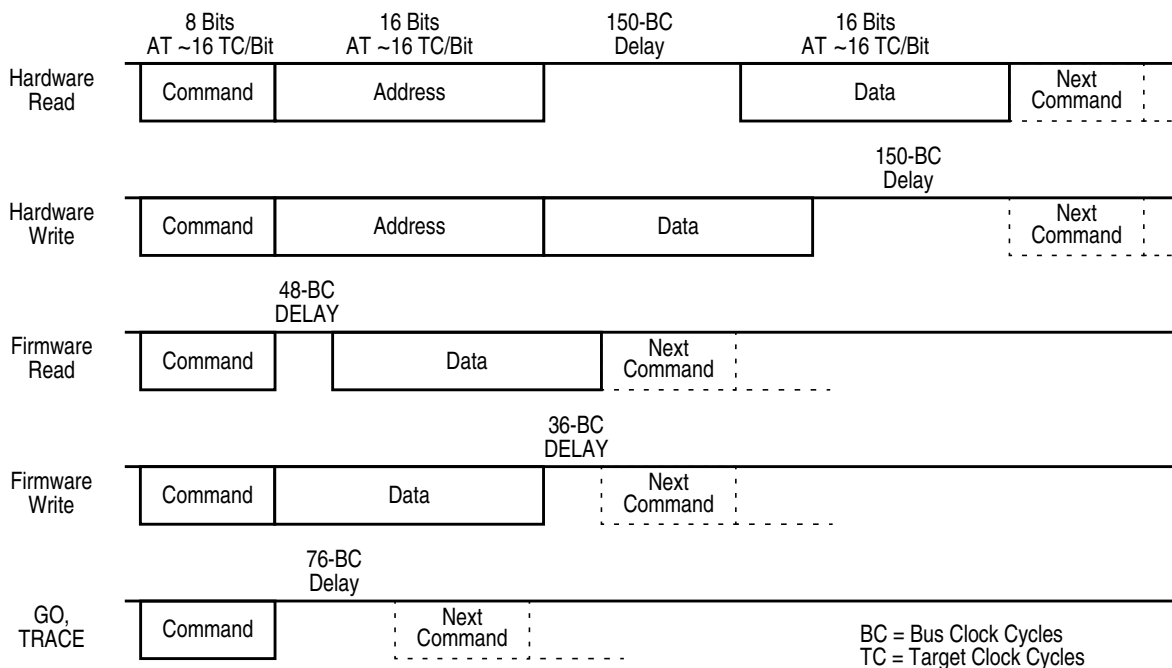 8 Bits
AT ~16 TC/Bit
16 Bits
AT ~16 TC/Bit
150-BC
Delay
16 Bits
AT ~16 TC/Bit
Hardware
Read
Command
Address
Data
Next
Command
150-BC
Delay
Hardware
Write
Command
Address
Data
Next
Command
48-BC
DELAY
Firmware
Read
Command
Data
Next
Command
36-BC
DELAY
Firmware
Write
Command
Data
Next
Command
76-BC
Delay
GO,
TRACE
Command
Next
Command
BC = Bus Clock Cycles
TC = Target Clock Cycles